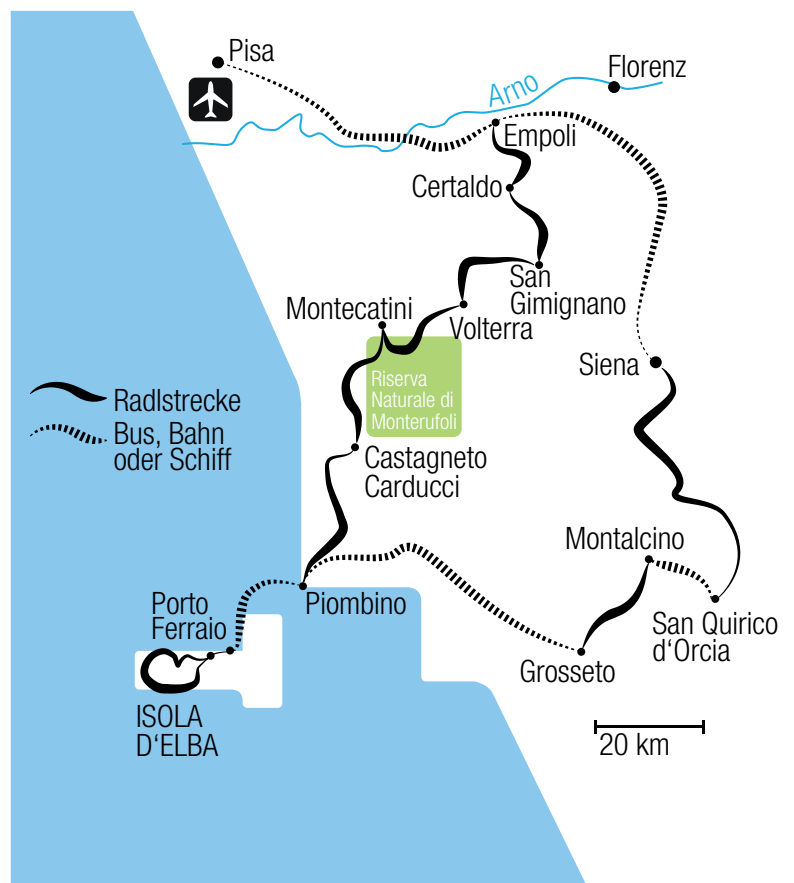 Pisa
Florenz
Arno
Empoli
Certaldo
San
Gimignano
Montecatini
Volterra
Siena
Riserva
Naturale di
Monterufoli
Radlstrecke
Bus, Bahn
oder Schiff
Castagneto
Carducci
Montalcino
Porto
Ferraio
Piombino
San Quirico
d‘Orcia
Grosseto
ISOLA
D‘ELBA
20 km